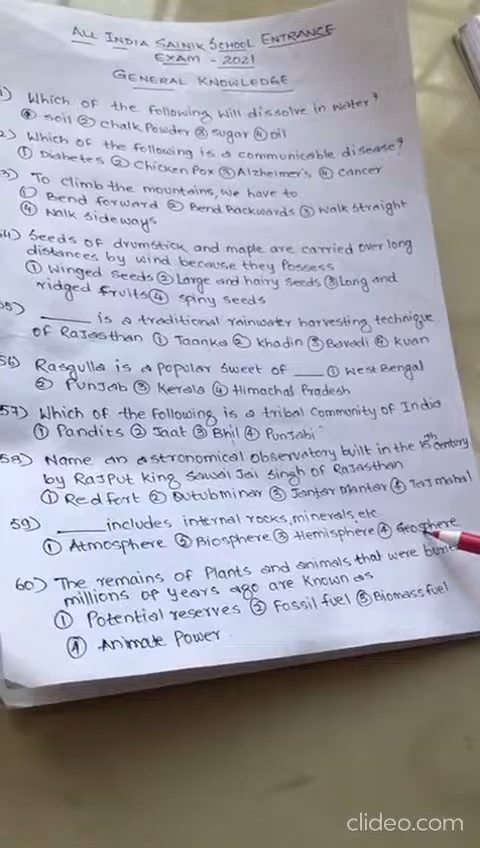 ALL INDIA SAINIK SCHOOL ENTRANCE
EXAM - 2021
GENERAL KNOWLEDGE
1) Which of the following will dissolve in water?
① Soil ② Chalk Powder ③ Sugar ④ oil
2) Which of the following is a communicable disease?
① Diabetes ② Chicken Pox ③ Alzheimer's ④ Cancer
3) To climb the mountains, we have to
① Bend forward ② Bend Backwards ③ Walk straight
④ Walk sideways
54) Seeds of drumstick and maple are carried over long
distances by wind because they Possess
① Winged Seeds ② Large and hairy seeds ③ Long and
ridged fruits ④ spiny seeds
55) ____ is a traditional rainwater harvesting technique
of Rajasthan ① Taanka ② Khadin ③ Bavadi ④ Kuan
56) Rasgulla is a popular sweet of ___ ① West Bengal
② Punjab ③ Kerala ④ Himachal Pradesh
57) Which of the following is a tribal Community of India
① Pandits ② Jaat ③ Bhil ④ Punjabi
58) Name an astronomical observatory built in the 18th century
by Rajput King Sawai Jai Singh of Rajasthan
① Red fort ② Qutubminar ③ Jantar Mantar ④ Taj mahal
59) ____ includes internal rocks, minerals, etc
① Atmosphere ② Biosphere ③ Hemisphere ④ Geosphere
60) The remains of Plants and animals that were
millions of years ago are known as
① Potential reserves ② Fossil fuel ③ Biomass fuel
④ Animate Power
clideo.com